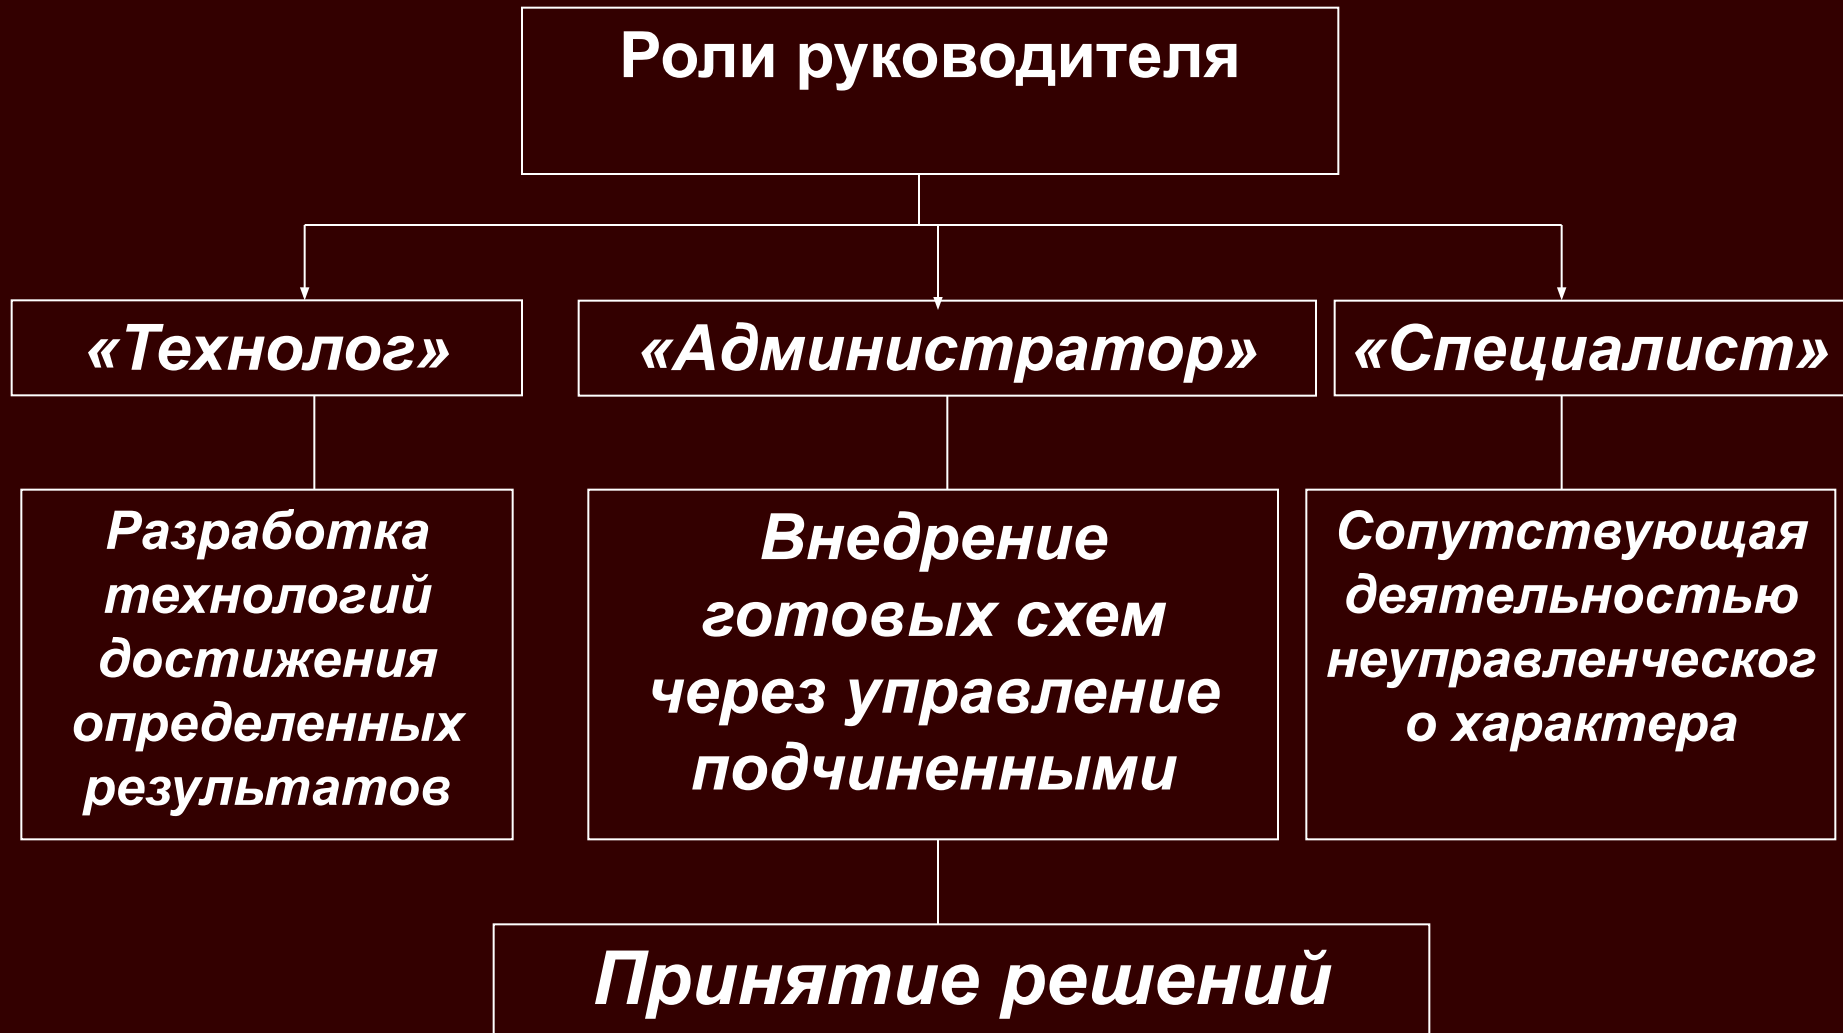 Роли руководителя
«Технолог»
«Администратор»
«Специалист»
Разработка
технологий
достижения
определенных
результатов
Внедрение
готовых схем
через управление
подчиненными
Сопутствующая
деятельностью
неуправленческог
о характера
Принятие решений